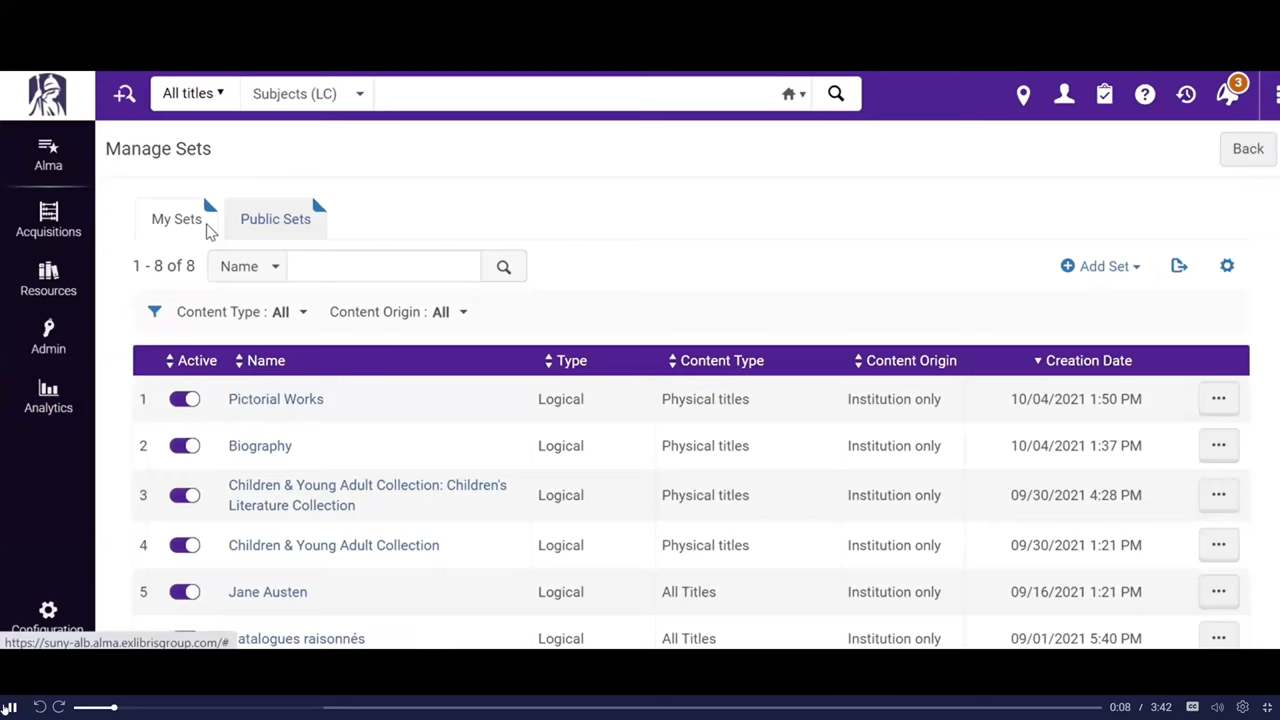 All titles Subjects (LC) 3
Alma
Manage Sets Back
Acquisitions
My Sets Public Sets
1 - 8 of 8 Name Add Set
Resources
Content Type : All Content Origin : All
Admin
Active Name Type Content Type Content Origin Creation Date
Analytics
1 Pictorial Works Logical Physical titles Institution only 10/04/2021 1:50 PM
2 Biography Logical Physical titles Institution only 10/04/2021 1:37 PM
3 Children & Young Adult Collection: Children's Literature Collection Logical Physical titles Institution only 09/30/2021 4:28 PM
4 Children & Young Adult Collection Logical Physical titles Institution only 09/30/2021 1:21 PM
5 Jane Austen Logical All Titles Institution only 09/16/2021 1:21 PM
Configuration
https://suny-alb.alma.exlibrisgroup.com/# atalogues raisonnés Logical All Titles Institution only 09/01/2021 5:40 PM
0:08 / 3:42 CC